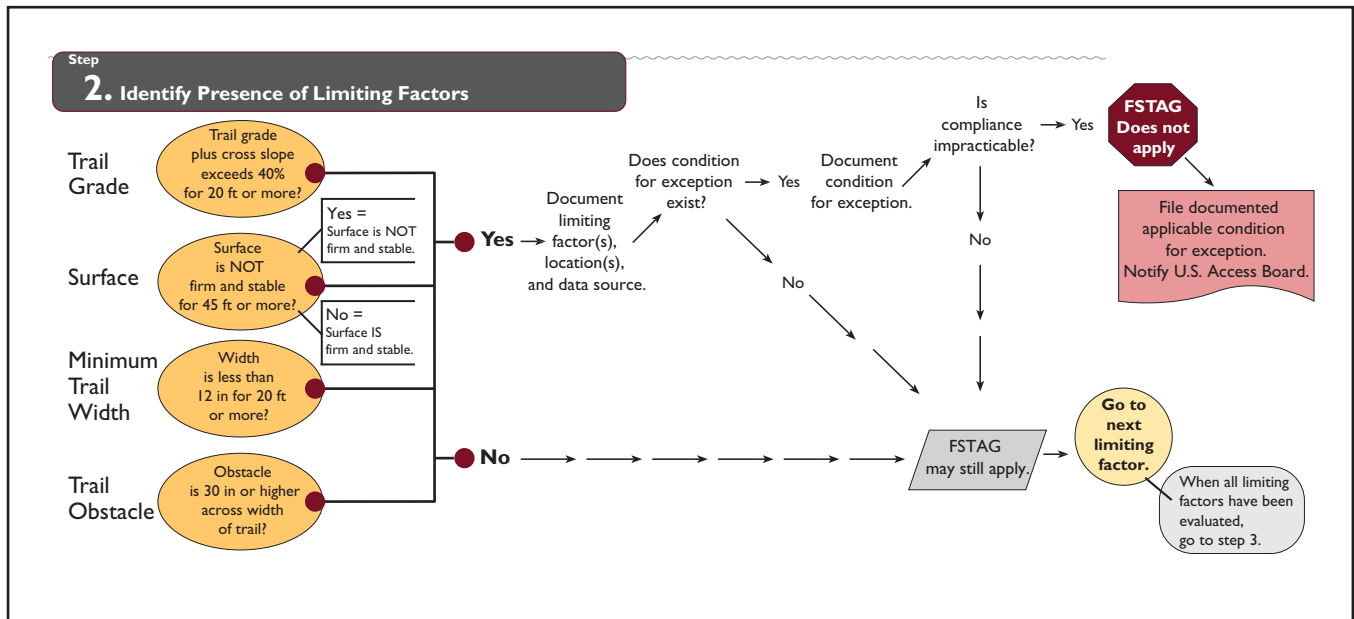 Step
2. Identify Presence of Limiting Factors
Trail
Grade
Trail grade
plus cross slope
exceeds 40%
for 20 ft or more?
Surface
Surface
is NOT
firm and stable
for 45 ft or more?
Yes =
Surface is NOT
firm and stable.
No =
Surface IS
firm and stable.
Minimum
Trail
Width
Width
is less than
12 in for 20 ft
or more?
Trail
Obstacle
Obstacle
is 30 in or higher
across width
of trail?
Yes
Document
limiting
factor(s),
location(s),
and data source.
Does condition
for exception
exist?
Yes
No
Document
condition
for exception.
Is
compliance
impracticable?
Yes
No
FSTAG
Does not
apply
File documented
applicable condition
for exception.
Notify U.S. Access Board.
No
FSTAG
may still apply.
Go to
next
limiting
factor.
When all limiting
factors have been
evaluated,
go to step 3.